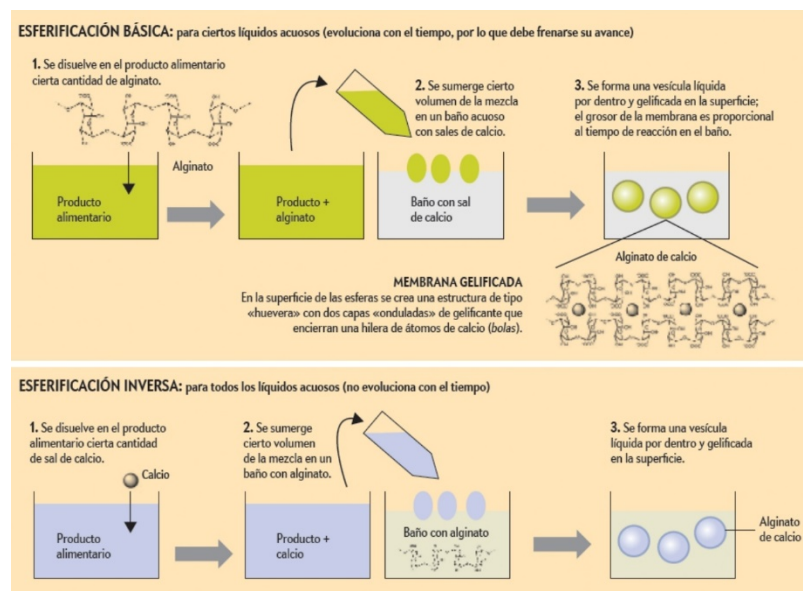 ESFERIFICACIÓN BÁSICA: para ciertos líquidos acuosos (evoluciona con el tiempo, por lo que debe frenarse su avance)
1. Se disuelve en el producto alimentario
cierta cantidad de alginato.
Alginato
Producto
alimentario
Producto +
alginato
2. Se sumerge cierto
volumen de la mezcla
en un baño acuoso
con sales de calcio.
Baño con sal
de calcio
3. Se forma una vesícula líquida
por dentro y gelificada en la superficie;
el grosor de la membrana es proporcional
al tiempo de reacción en el baño.
Alginato de calcio
MEMBRANA GELIFICADA
En la superficie de las esferas se crea una estructura de tipo
«huevera» con dos capas «onduladas» de gelificante que
encierran una hilera de átomos de calcio (bolas).
ESFERIFICACIÓN INVERSA: para todos los líquidos acuosos (no evoluciona con el tiempo)
1. Se disuelve en el producto
alimentario cierta cantidad
de sal de calcio.
Calcio
Producto
alimentario
2. Se sumerge
cierto volumen
de la mezcla en un
baño con alginato.
Producto +
calcio
Baño con alginato
3. Se forma una vesícula
líquida por dentro y gelificada
en la superficie.
Alginato
de calcio